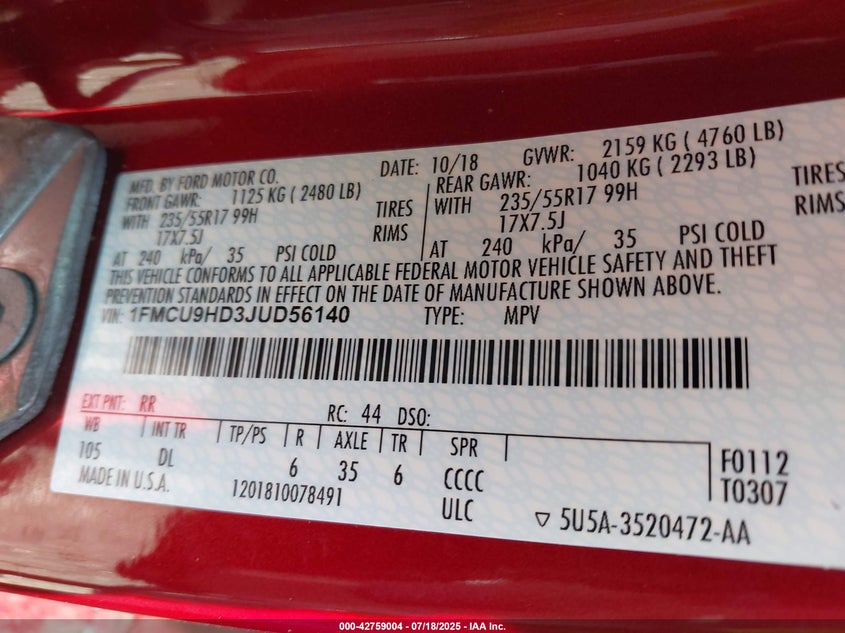 MFD. BY FORD MOTOR CO.
DATE: 10/18 GVWR: 2159 KG ( 4760 LB)
FRONT GAWR: 1125 KG ( 2480 LB)
REAR GAWR: 1040 KG ( 2293 LB)
WITH 235/55R17 99H TIRES
WITH 235/55R17 99H TIRES
17X7.5J RIMS
17X7.5J RIMS
AT 240 kPa/ 35 PSI COLD
AT 240 kPa/ 35 PSI COLD
THIS VEHICLE CONFORMS TO ALL APPLICABLE FEDERAL MOTOR VEHICLE SAFETY AND THEFT
PREVENTION STANDARDS IN EFFECT ON THE DATE OF MANUFACTURE SHOWN ABOVE.
VIN: 1FMCU9HD3JUD56140 TYPE: MPV
EXT PNT: RR RC: 44 DSO:
WB INT TR TP/PS R AXLE TR SPR
105 DL 6 35 6 CCCC
F0112
T0307
MADE IN U.S.A. 1201810078491 ULC
5U5A-3520472-AA
000-42759004 - 07/18/2025 - IAA Inc.